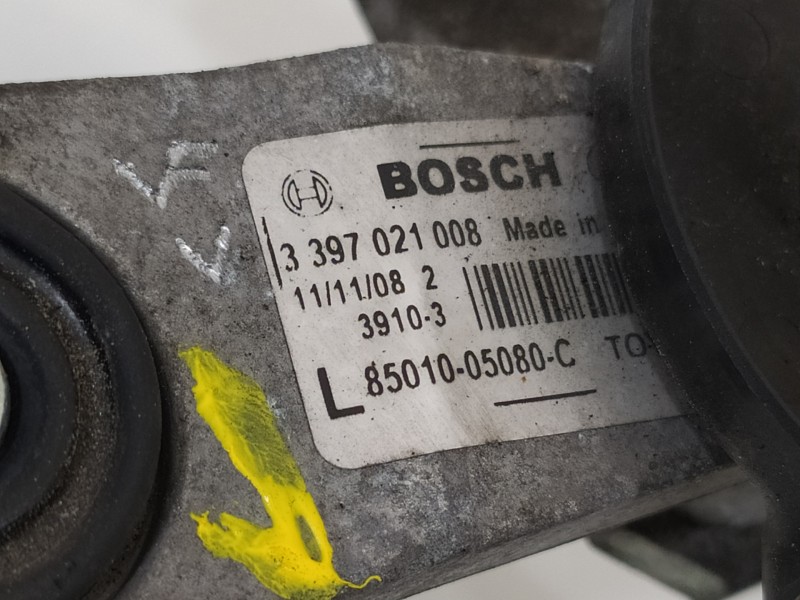 BOSCH
3 397 021 008 Made in
11/11/08 2
3910-3
L 85010-05080-C